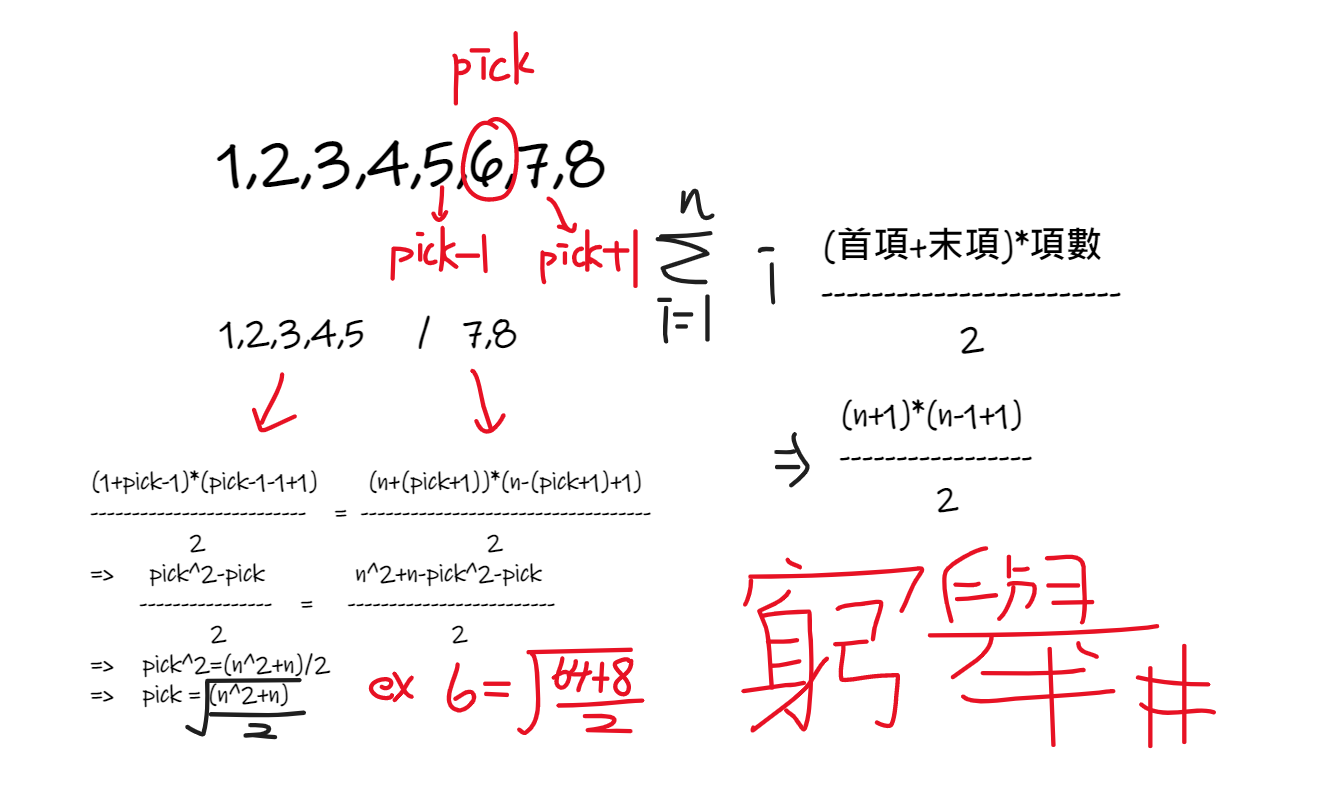 pick
1,2,3,4,5,6,7,8
pick-1
pick+1
n
Σ i
i=1
(首項+末項)*項數
------------------------
2
1,2,3,4,5 / 7,8
=> (n+1)*(n-1+1)
-----------------
2
(1+pick-1)*(pick-1-1+1) = (n+(pick+1))*(n-(pick+1)+1)
2 2
=> pick^2-pick = n^2+n-pick^2-pick
2 2
=> pick^2=(n^2+n)/2
=> pick = √(n^2+n)
2
ex 6 = √64+8
2
窮舉 #